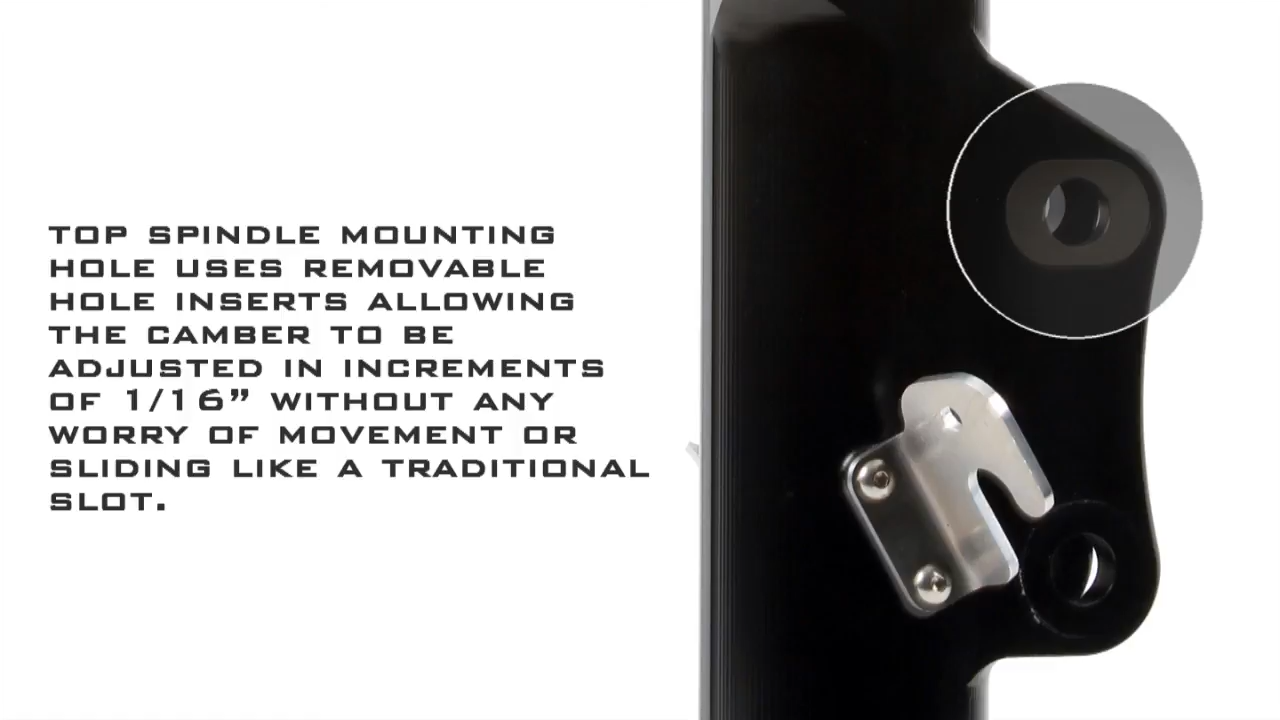 TOP SPINDLE MOUNTING
HOLE USES REMOVABLE
HOLE INSERTS ALLOWING
THE CAMBER TO BE
ADJUSTED IN INCREMENTS
OF 1/16” WITHOUT ANY
WORRY OF MOVEMENT OR
SLIDING LIKE A TRADITIONAL
SLOT.